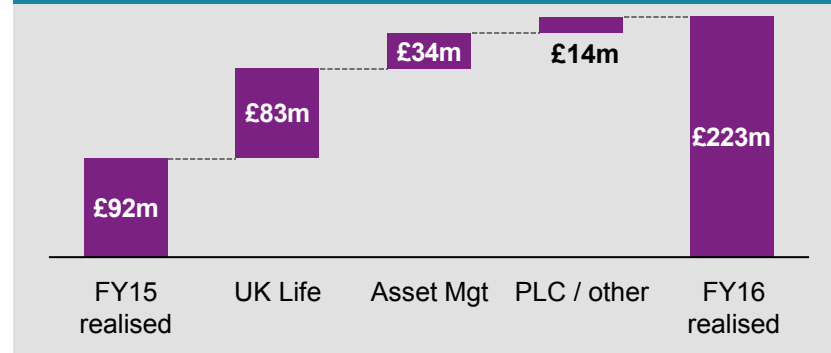 £34m
£14m
£83m
£223m
£92m
FY15 UK Life Asset Mgt PLC / other FY16
realised realised